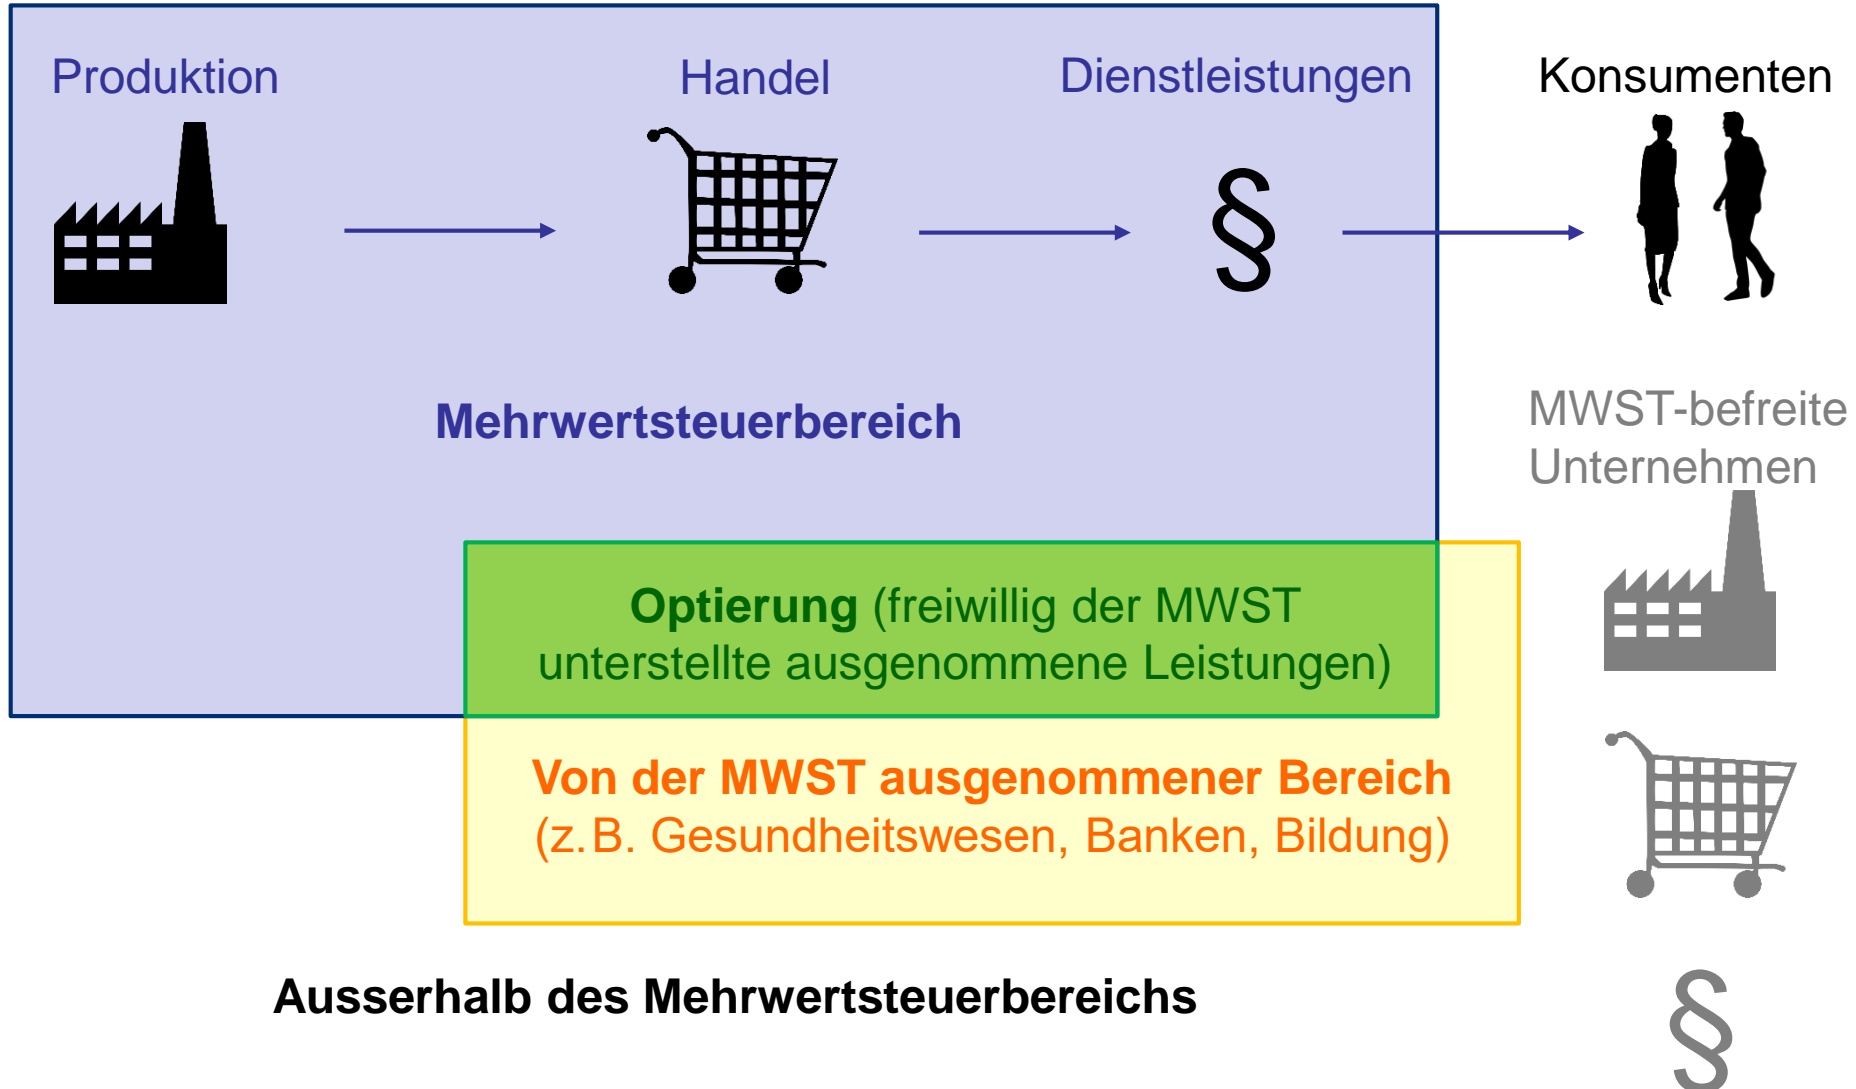 Produktion
Handel
Dienstleistungen
Konsumenten
§
Mehrwertsteuerbereich
MWST-befreite
Unternehmen
Optierung (freiwillig der MWST
unterstellte ausgenommene Leistungen)
Von der MWST ausgenommener Bereich
(z. B. Gesundheitswesen, Banken, Bildung)
Ausserhalb des Mehrwertsteuerbereichs
§